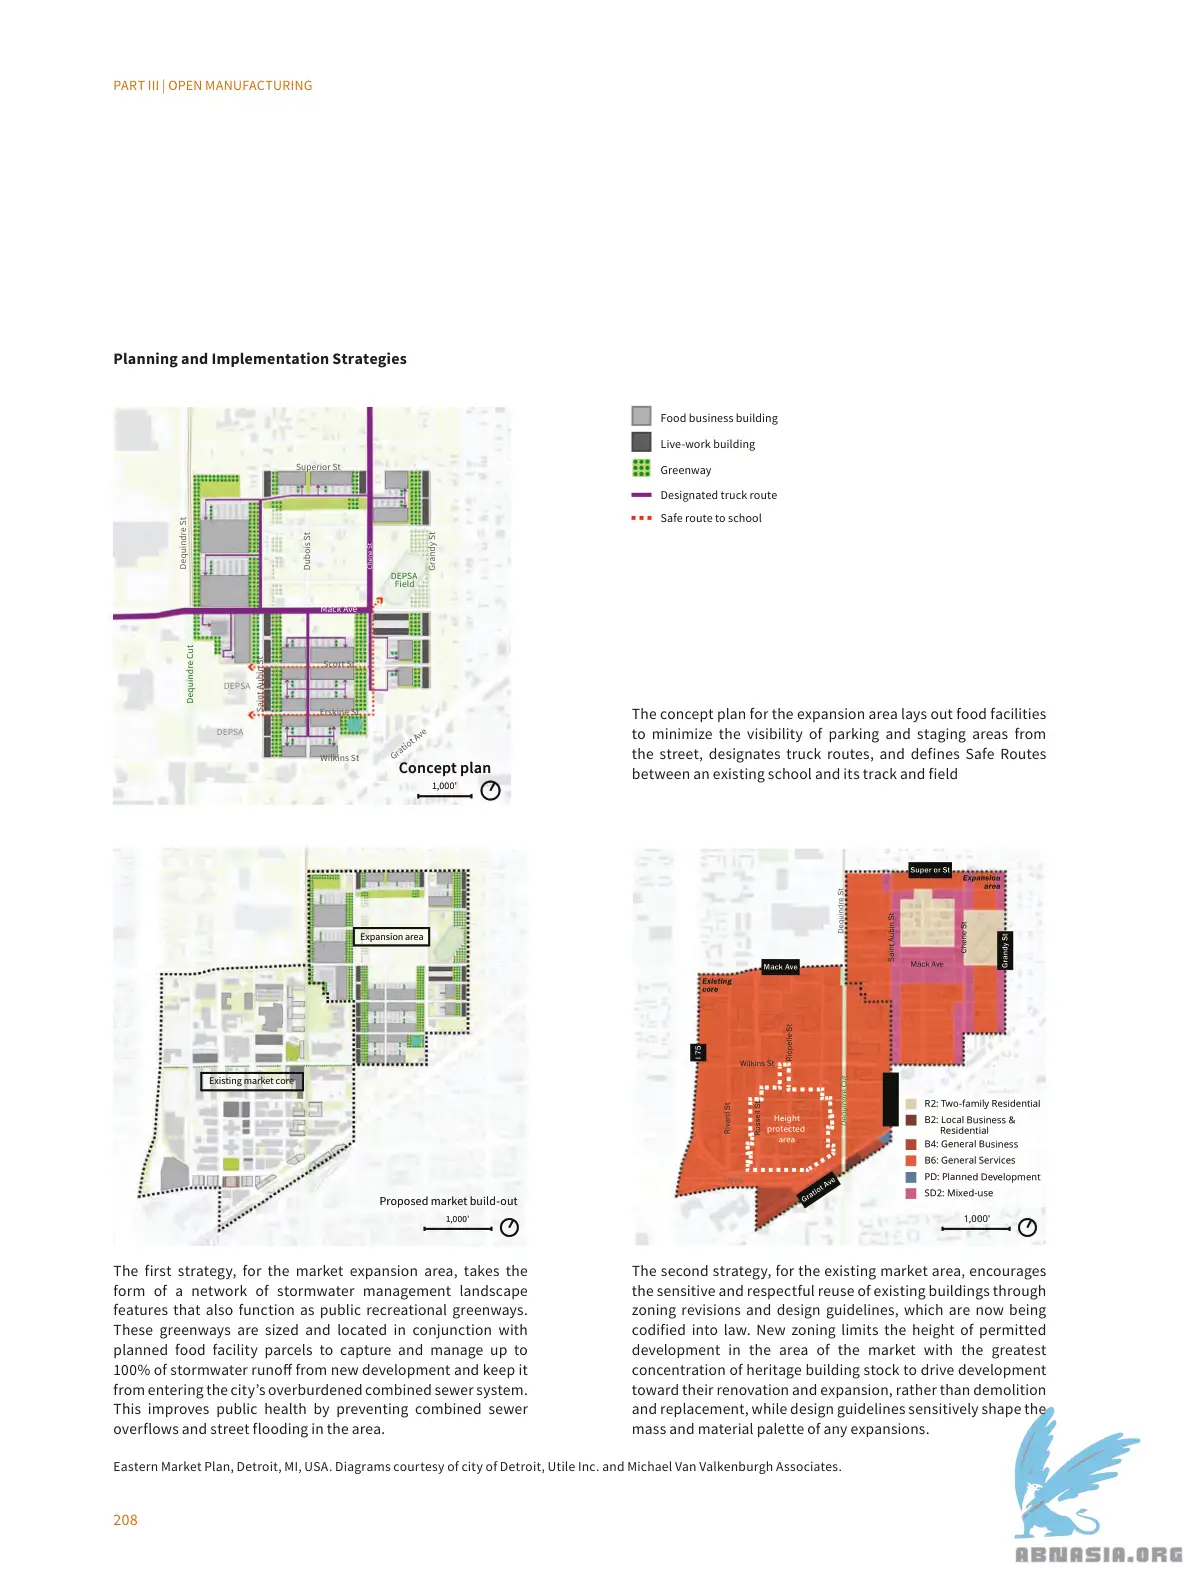 PART III | OPEN MANUFACTURING
Planning and Implementation Strategies
Superior St
Dequindre St
Dubois St
Chene St
Grandy St
DEPSA
Field
Mack Ave
Dequindre Cut
Saint Aubin St
Scott St
DEPSA
Erskine St
DEPSA
Wilkins St
Gratiot Ave
Concept plan
1,000'
Food business building
Live-work building
Greenway
Designated truck route
Safe route to school
The concept plan for the expansion area lays out food facilities
to minimize the visibility of parking and staging areas from
the street, designates truck routes, and defines Safe Routes
between an existing school and its track and field
Expansion area
Existing market core
Proposed market build-out
1,000'
Super or St
Expansion
area
Dequindre St
Saint Aubin St
Chene St
Grandy St
Mack Ave
Mack Ave
Existing
core
I 75
Riopelle St
Wilkins St
Rivard St
Russell St
Dequindre Cut
Height
protected
area
Gratiot Ave
R2: Two-family Residential
B2: Local Business &
Residential
B4: General Business
B6: General Services
PD: Planned Development
SD2: Mixed-use
1,000'
The first strategy, for the market expansion area, takes the
form of a network of stormwater management landscape
features that also function as public recreational greenways.
These greenways are sized and located in conjunction with
planned food facility parcels to capture and manage up to
100% of stormwater runoff from new development and keep it
from entering the city’s overburdened combined sewer system.
This improves public health by preventing combined sewer
overflows and street flooding in the area.
The second strategy, for the existing market area, encourages
the sensitive and respectful reuse of existing buildings through
zoning revisions and design guidelines, which are now being
codified into law. New zoning limits the height of permitted
development in the area of the market with the greatest
concentration of heritage building stock to drive development
toward their renovation and expansion, rather than demolition
and replacement, while design guidelines sensitively shape the
mass and material palette of any expansions.
Eastern Market Plan, Detroit, MI, USA. Diagrams courtesy of city of Detroit, Utile Inc. and Michael Van Valkenburgh Associates.
208
ABNASIA.ORG